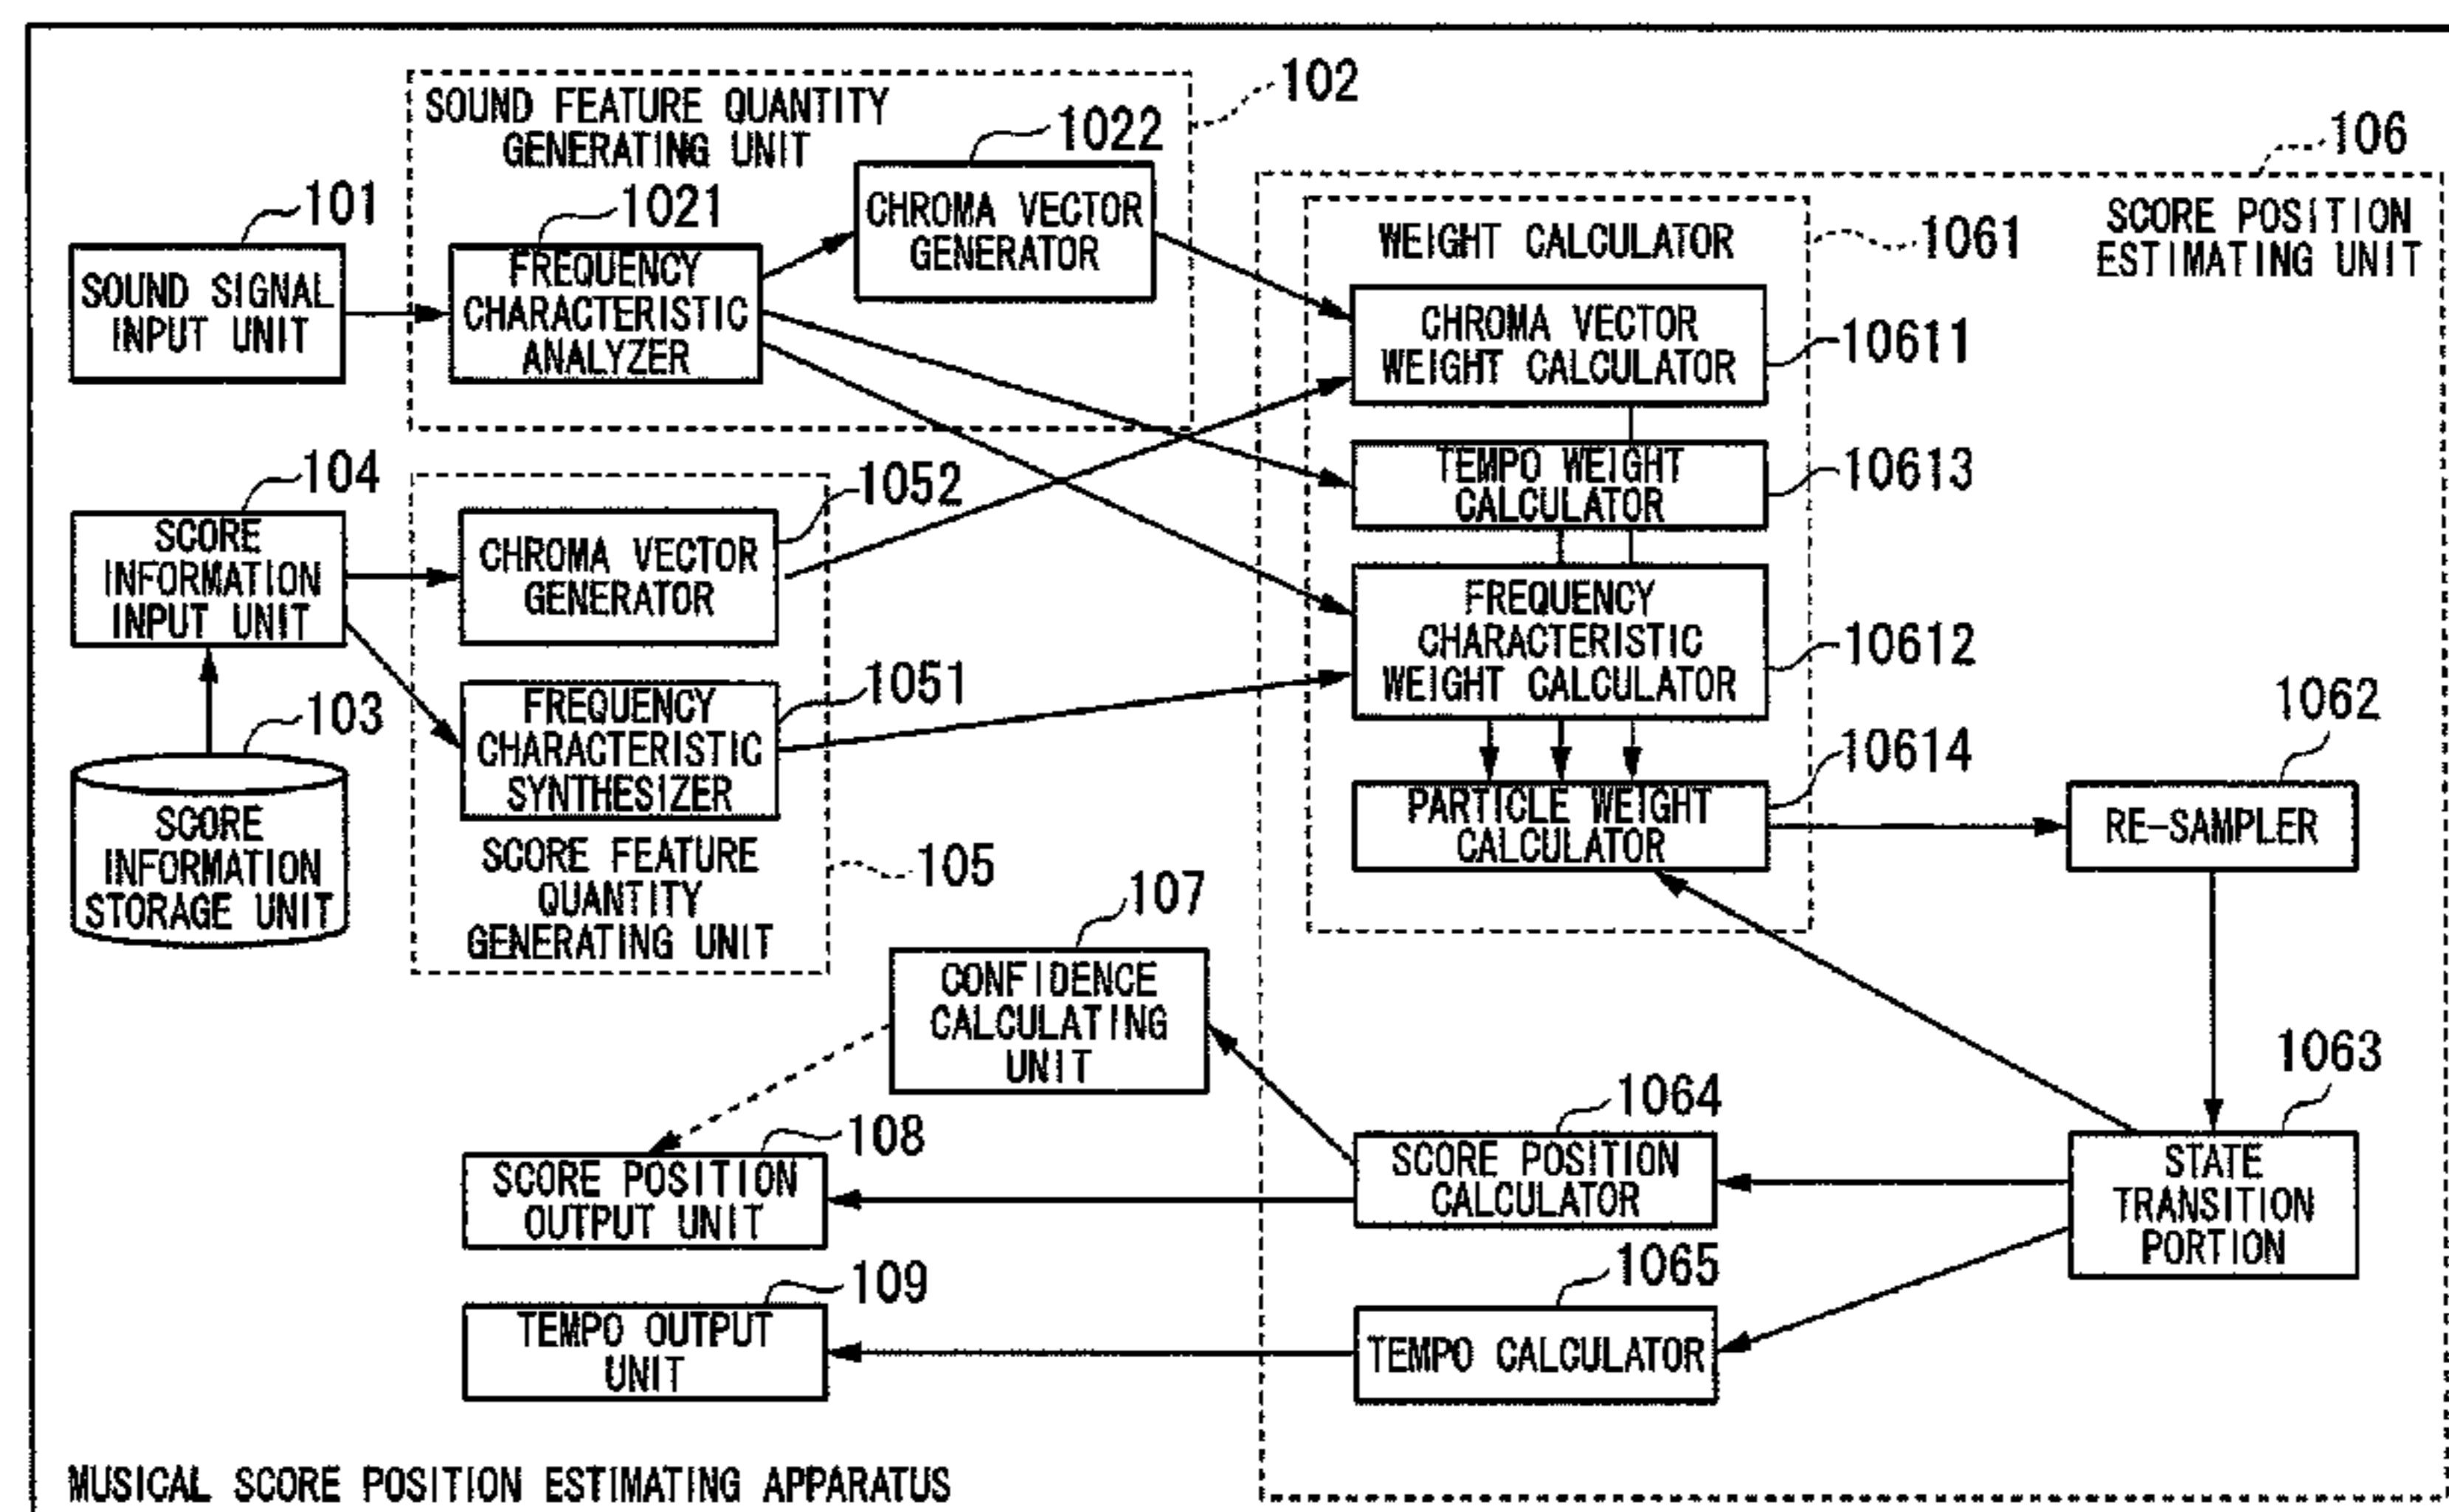 SOUND FEATURE QUANTITY
GENERATING UNIT
102
1022
CHROMA VECTOR
GENERATOR
101
SOUND SIGNAL
INPUT UNIT
1021
FREQUENCY
CHARACTERISTIC
ANALYZER
106
SCORE POSITION
ESTIMATING UNIT
WEIGHT CALCULATOR
1061
CHROMA VECTOR
WEIGHT CALCULATOR
10611
TEMPO WEIGHT
CALCULATOR
10613
FREQUENCY
CHARACTERISTIC
WEIGHT CALCULATOR
10612
PARTICLE WEIGHT
CALCULATOR
10614
104
SCORE
INFORMATION
INPUT UNIT
1052
CHROMA VECTOR
GENERATOR
103
SCORE
INFORMATION
STORAGE UNIT
1051
FREQUENCY
CHARACTERISTIC
SYNTHESIZER
SCORE FEATURE
QUANTITY
GENERATING UNIT
105
1062
RE-SAMPLER
107
CONFIDENCE
CALCULATING
UNIT
1063
STATE
TRANSITION
PORTION
1064
SCORE POSITION
CALCULATOR
108
SCORE POSITION
OUTPUT UNIT
1065
TEMPO CALCULATOR
109
TEMPO OUTPUT
UNIT
MUSICAL SCORE POSITION ESTIMATING APPARATUS